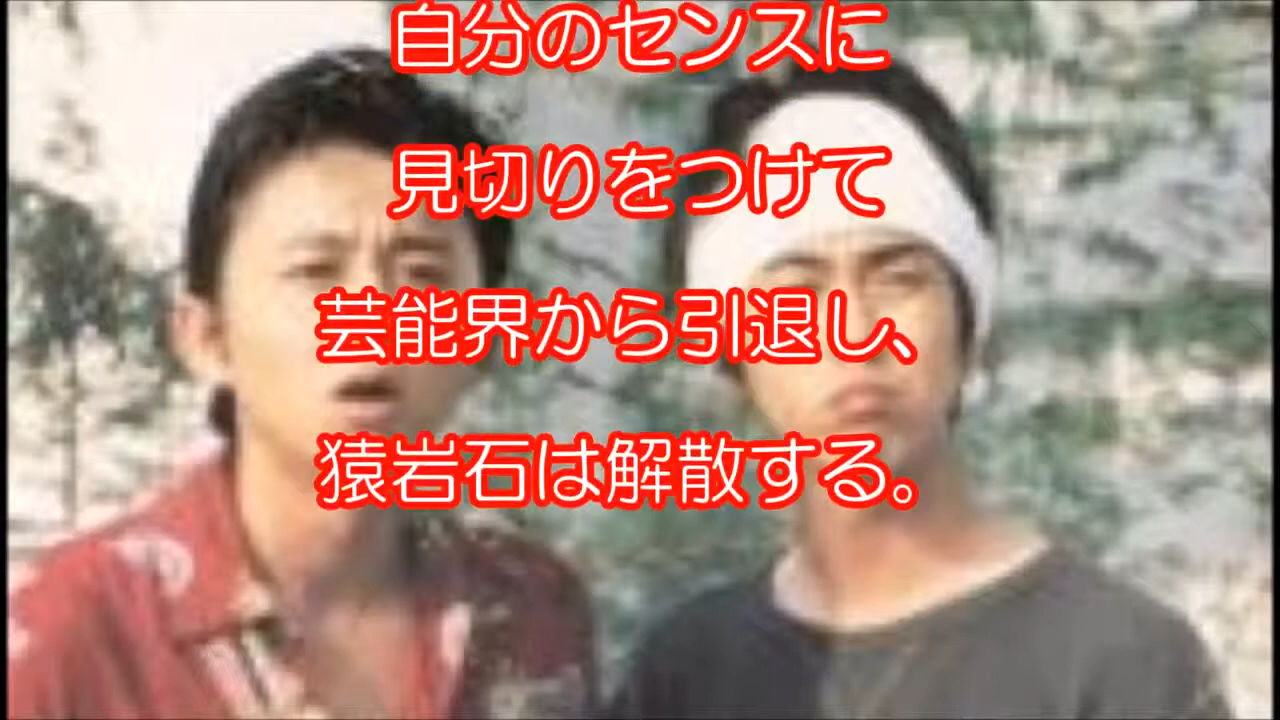 自分のセンスに
見切りをつけて
芸能界から引退し、
猿岩石は解散する。